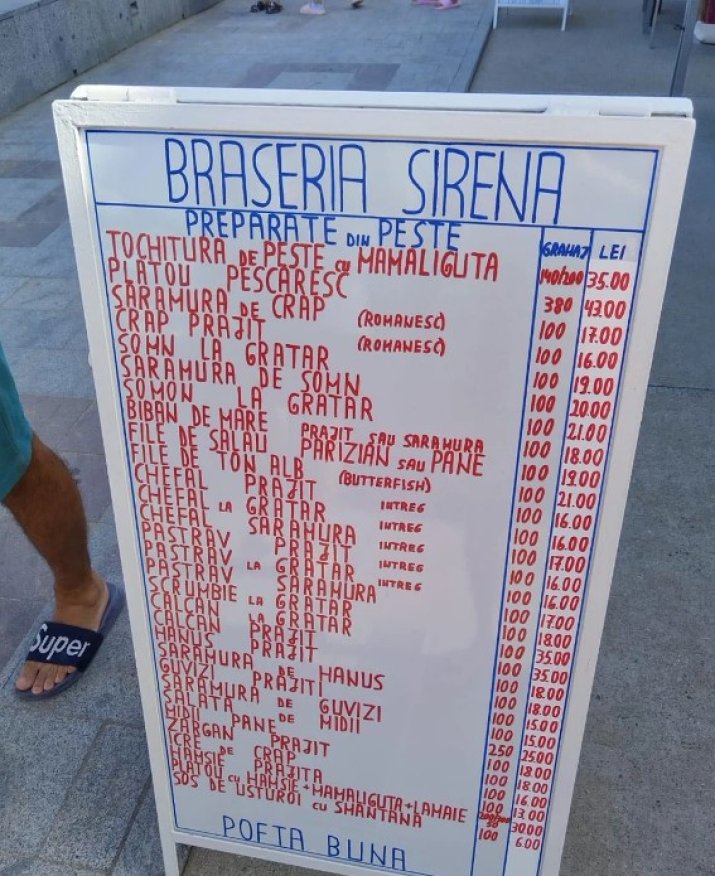 BRASERIA SIRENA
PREPARATE DIN PESTE GRAMAJ LEI
TOCHITURA DE PESTE CU MAMALIGUTA 140/200 35.00
PLATOU PESCARESC 380 43.00
SARAMURA DE CRAP (ROMANESC) 100 17.00
CRAP PRAJIT (ROMANESC) 100 16.00
SOMN LA GRATAR 100 19.00
SARAMURA DE SOMN 100 20.00
SOMON LA GRATAR 100 21.00
BIBAN DE MARE PRAJIT SAU SARAMURA 100 18.00
FILE DE SALAU PARIZIAN SAU PANE 100 19.00
FILE DE TON ALB (BUTTERFISH) 100 21.00
CHEFAL PRAJIT INTREG 100 16.00
CHEFAL LA GRATAR INTREG 100 16.00
CHEFAL SARAMURA INTREG 100 17.00
PASTRAV PRAJIT INTREG 100 16.00
PASTRAV LA GRATAR INTREG 100 16.00
PASTRAV SARAMURA 100 17.00
SCRUMBIE LA GRATAR 100 18.00
CALCAN LA GRATAR 100 35.00
CALCAN PRAJIT 100 35.00
HANUS PRAJIT 100 18.00
SARAMURA DE HANUS 100 18.00
GUVIZI PRAJITI 100 15.00
SARAMURA DE GUVIZI 100 15.00
SALATA DE MIDII 250 25.00
MIDII PANE 100 18.00
ZARGAN PRAJIT 100 18.00
ICRE DE CRAP 100 16.00
HAMSIE PRAJITA 100 13.00
PLATOU CU HAMSIE+MAMALIGUTA+LAMAIE 30.00
SOS DE USTUROI CU SMANTANA 100 6.00
POFTA BUNA
Super